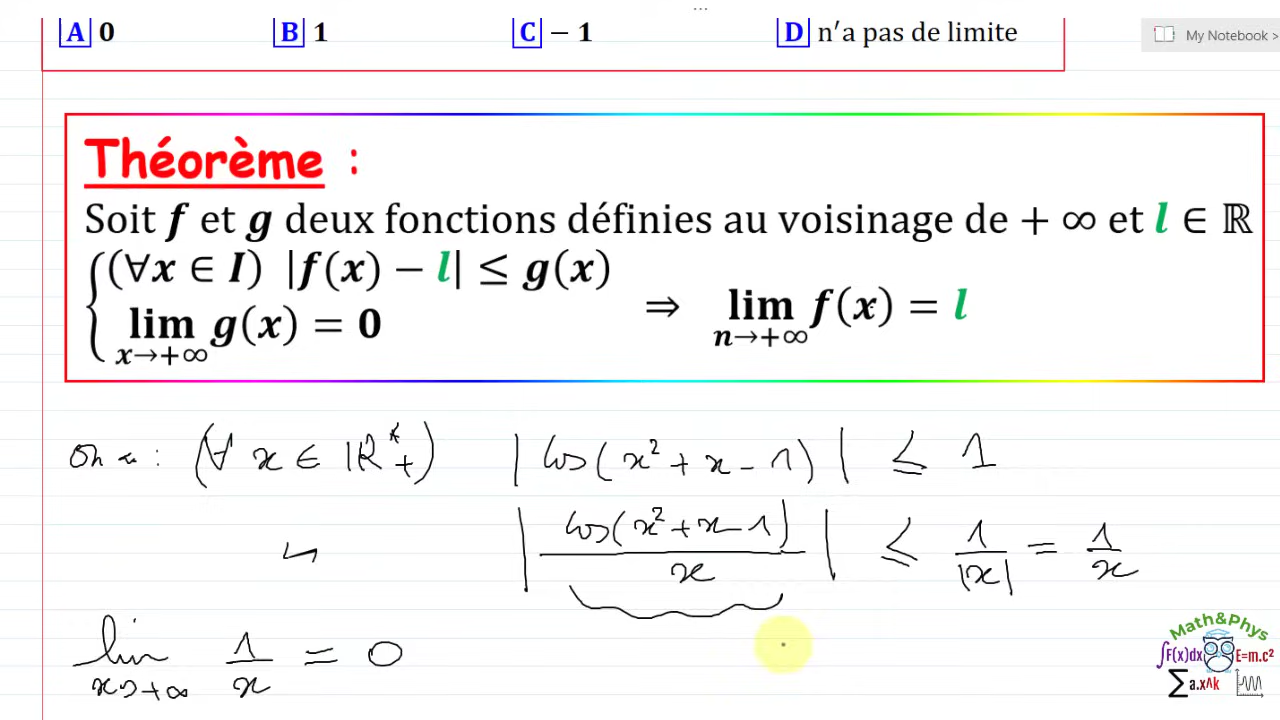 ...
A 0 B 1 C − 1 D n'a pas de limite
My Notebook >
Théorème :
Soit f et g deux fonctions définies au voisinage de + ∞ et l ∈ ℝ
(∀x ∈ I) |f(x) − l| ≤ g(x)
lim g(x) = 0
x→+∞
⇒ lim f(x) = l
n→+∞
On a : (∀ x ∈ ℝ*+) | cos(x² + x − 1) | ≤ 1
↪ | cos(x² + x − 1) / x | ≤ 1/|x| = 1/x
lim 1/x = 0
x→+∞
Math&Phys
∫F(x)dx E=m.c²
∑ a.x∧k